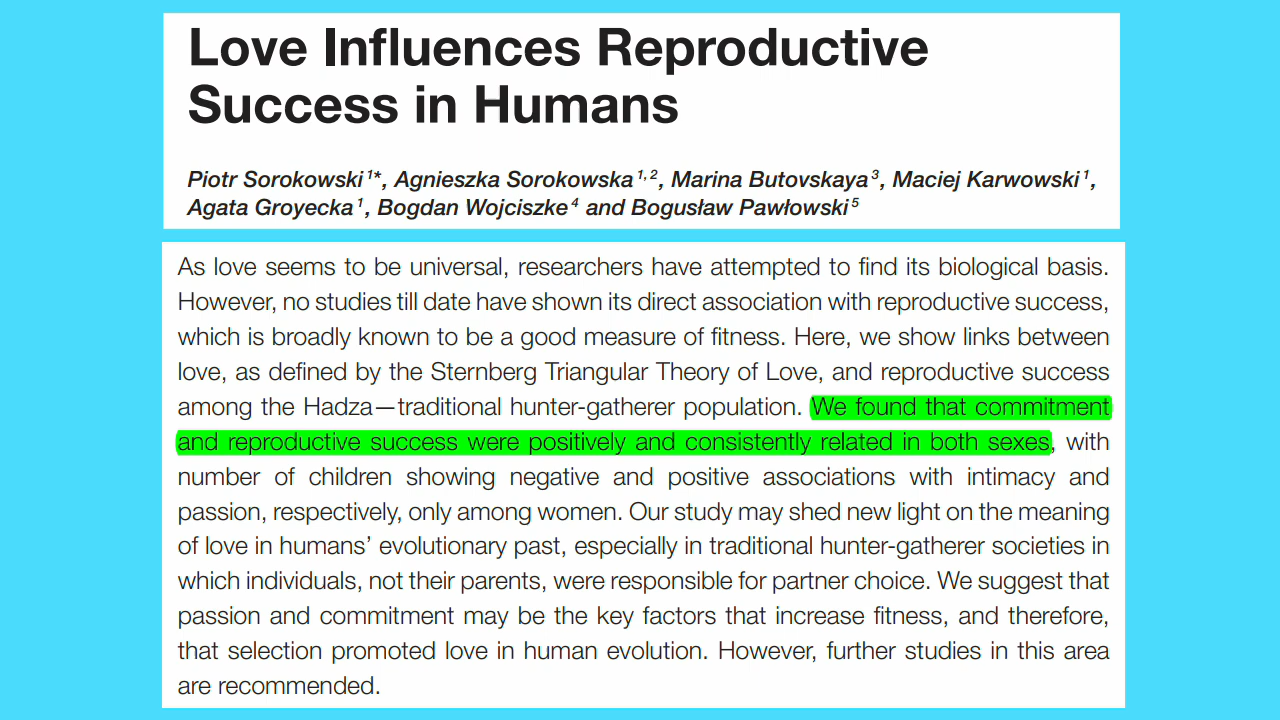 Love Influences Reproductive
Success in Humans
Piotr Sorokowski 1*, Agnieszka Sorokowska 1, 2, Marina Butovskaya 3, Maciej Karwowski 1,
Agata Groyecka 1, Bogdan Wojciszke 4 and Bogusław Pawłowski 5
As love seems to be universal, researchers have attempted to find its biological basis.
However, no studies till date have shown its direct association with reproductive success,
which is broadly known to be a good measure of fitness. Here, we show links between
love, as defined by the Sternberg Triangular Theory of Love, and reproductive success
among the Hadza—traditional hunter-gatherer population. We found that commitment
and reproductive success were positively and consistently related in both sexes, with
number of children showing negative and positive associations with intimacy and
passion, respectively, only among women. Our study may shed new light on the meaning
of love in humans’ evolutionary past, especially in traditional hunter-gatherer societies in
which individuals, not their parents, were responsible for partner choice. We suggest that
passion and commitment may be the key factors that increase fitness, and therefore,
that selection promoted love in human evolution. However, further studies in this area
are recommended.